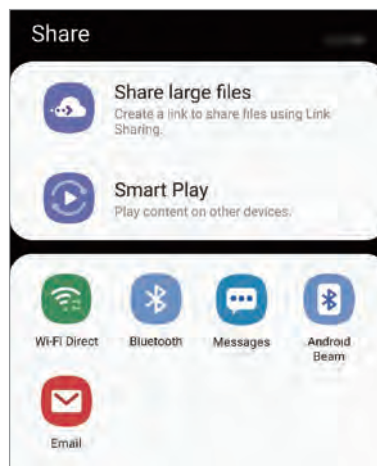 Share
Share large files
Create a link to share files using Link
Sharing.
Smart Play
Play content on other devices.
Wi-Fi Direct
Bluetooth
Messages
Android
Beam
Email